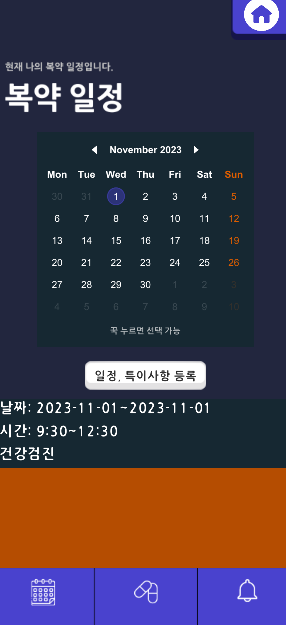 현재 나의 복약 일정입니다.
복약 일정
November 2023
Mon Tue Wed Thu Fri Sat Sun
30 31 1 2 3 4 5
6 7 8 9 10 11 12
13 14 15 16 17 18 19
20 21 22 23 24 25 26
27 28 29 30 1 2 3
4 5 6 7 8 9 10
꾹 누르면 선택 가능
일정, 특이사항 등록
날짜: 2023-11-01~2023-11-01
시간: 9:30~12:30
건강검진